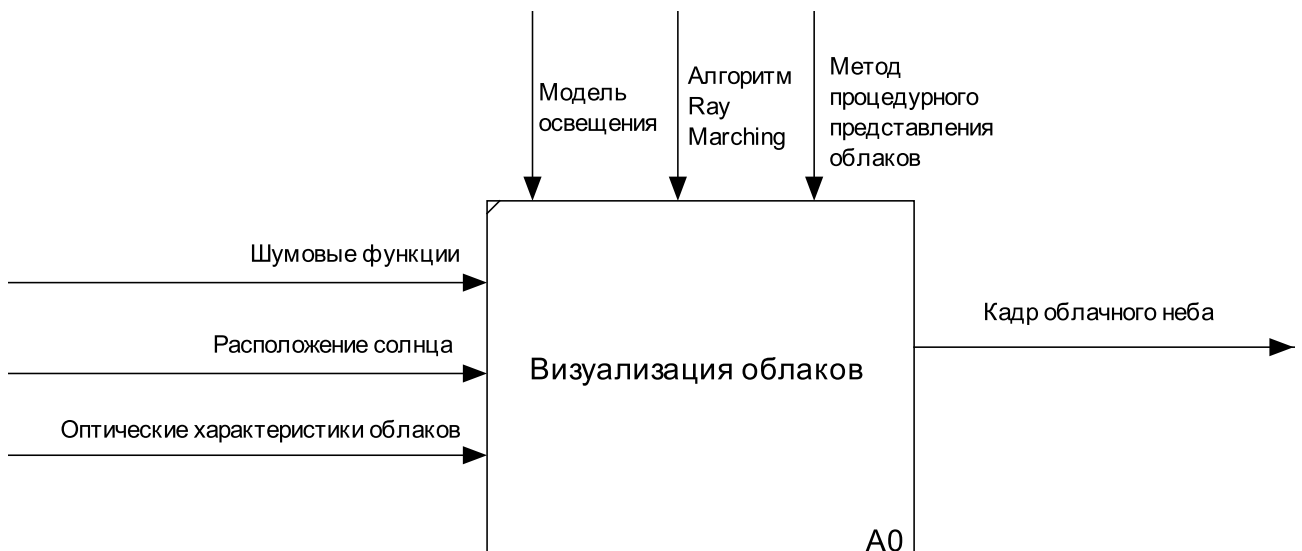 Модель
освещения
Алгоритм
Ray
Marching
Метод
процедурного
представления
облаков
Шумовые функции
Расположение солнца
Оптические характеристики облаков
Визуализация облаков
Кадр облачного неба
A0